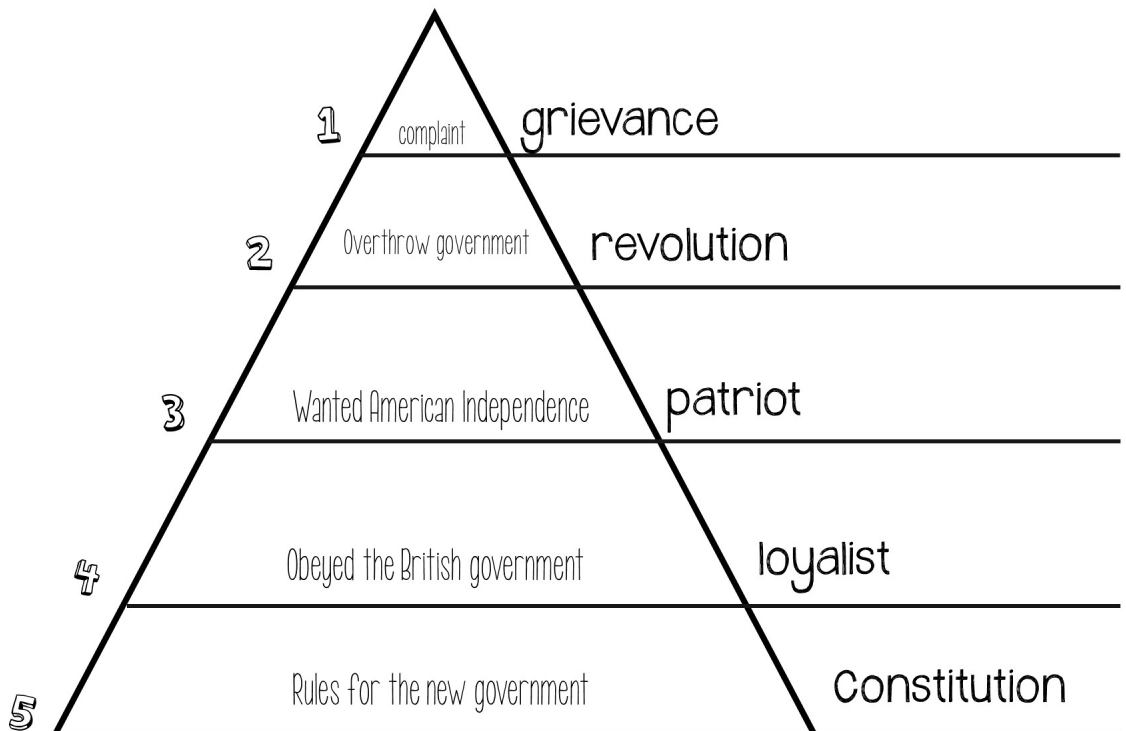 1 complaint grievance
2 Overthrow government revolution
3 Wanted American Independence patriot
4 Obeyed the British government loyalist
5 Rules for the new government Constitution